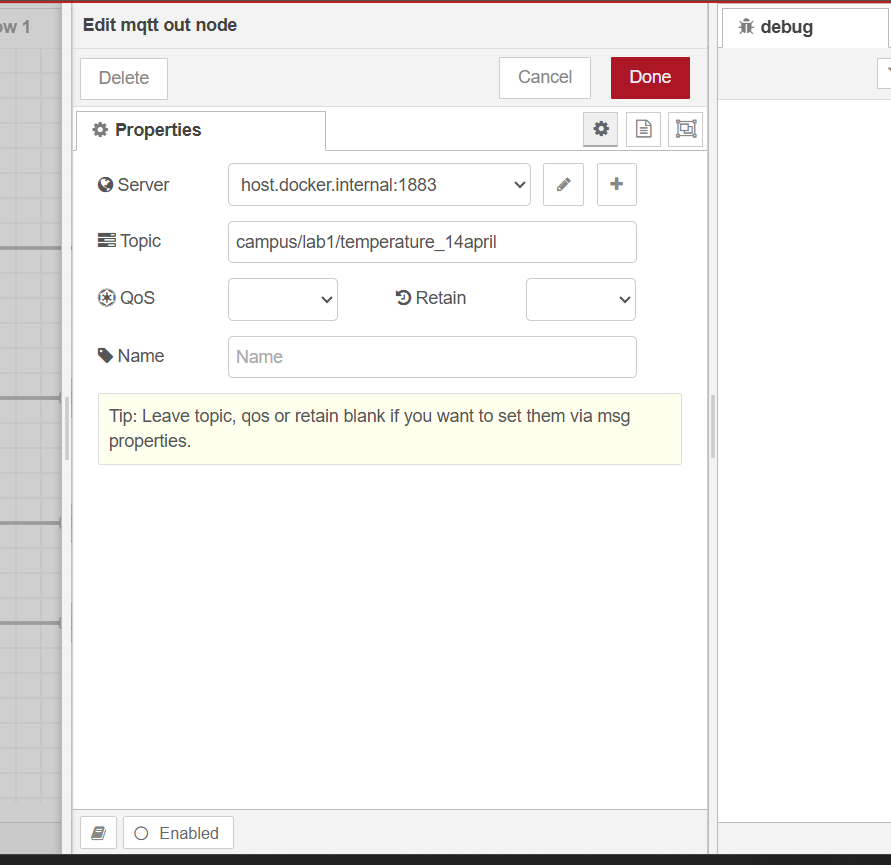 ow 1
Edit mqtt out node
debug
Delete
Cancel
Done
Properties
Server
host.docker.internal:1883
Topic
campus/lab1/temperature_14april
QoS
Retain
Name
Name
Tip: Leave topic, qos or retain blank if you want to set them via msg
properties.
Enabled